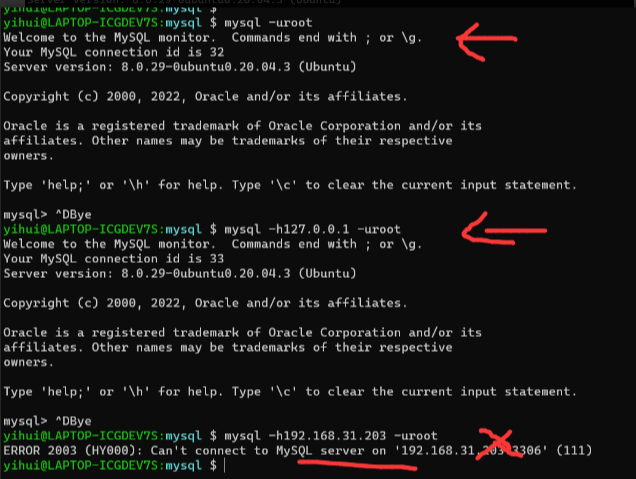 yihui@LAPTOP-ICGDEV7S:mysql $
yihui@LAPTOP-ICGDEV7S:mysql $ mysql -uroot
Welcome to the MySQL monitor.  Commands end with ; or \g.
Your MySQL connection id is 32
Server version: 8.0.29-0ubuntu0.20.04.3 (Ubuntu)
Copyright (c) 2000, 2022, Oracle and/or its affiliates.
Oracle is a registered trademark of Oracle Corporation and/or its
affiliates. Other names may be trademarks of their respective
owners.
Type 'help;' or '\h' for help. Type '\c' to clear the current input statement.
mysql> ^DBye
yihui@LAPTOP-ICGDEV7S:mysql $ mysql -h127.0.0.1 -uroot
Welcome to the MySQL monitor.  Commands end with ; or \g.
Your MySQL connection id is 33
Server version: 8.0.29-0ubuntu0.20.04.3 (Ubuntu)
Copyright (c) 2000, 2022, Oracle and/or its affiliates.
Oracle is a registered trademark of Oracle Corporation and/or its
affiliates. Other names may be trademarks of their respective
owners.
Type 'help;' or '\h' for help. Type '\c' to clear the current input statement.
mysql> ^DBye
yihui@LAPTOP-ICGDEV7S:mysql $ mysql -h192.168.31.203 -uroot
ERROR 2003 (HY000): Can't connect to MySQL server on '192.168.31.203:3306' (111)
yihui@LAPTOP-ICGDEV7S:mysql $